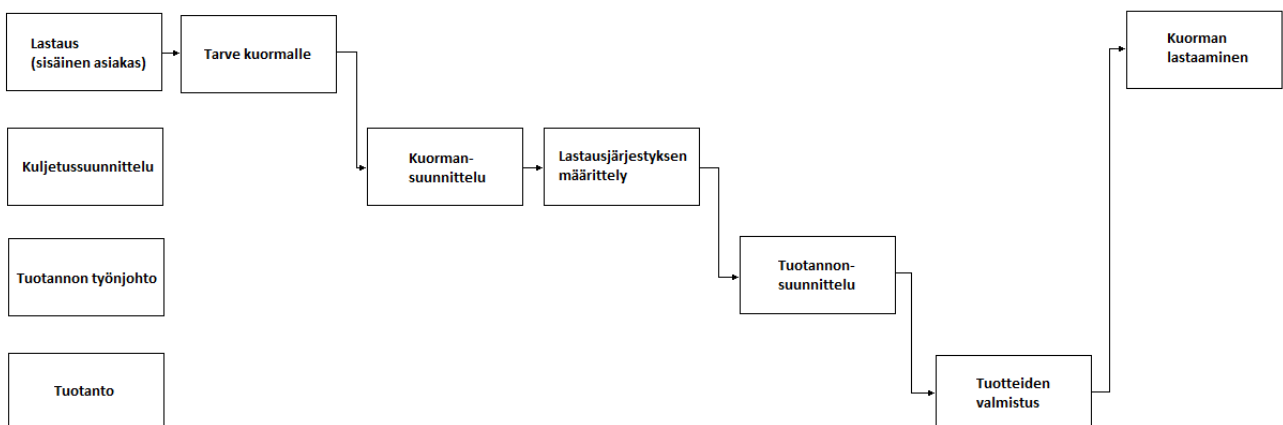 Lastaus
(sisäinen asiakas)
Tarve kuormalle
Kuorman
lastaaminen
Kuljetussuunnittelu
Kuorman-
suunnittelu
Lastausjärjestyksen
määrittely
Tuotannon työnjohto
Tuotannon-
suunnittelu
Tuotanto
Tuotteiden
valmistus